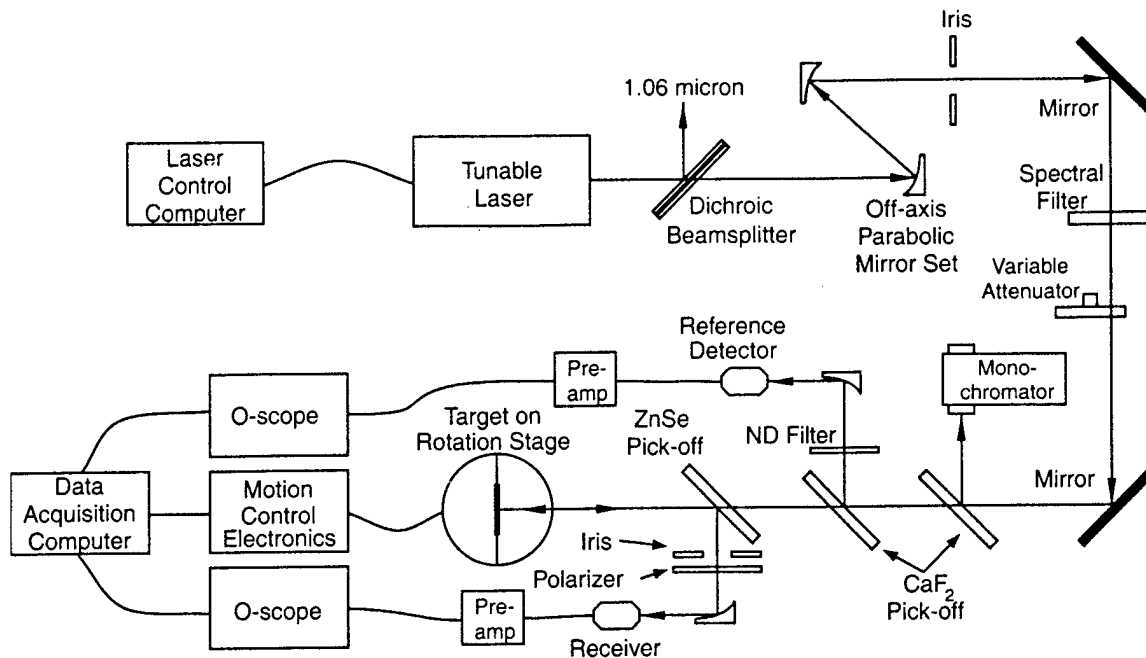 Iris
1.06 micron
Mirror
Laser
Control
Computer
Tunable
Laser
Dichroic
Beamsplitter
Off-axis
Parabolic
Mirror Set
Spectral
Filter
Variable
Attenuator
Reference
Detector
Pre-
amp
Mono-
chromator
O-scope
Target on
Rotation Stage
ZnSe
Pick-off
ND Filter
Mirror
Data
Acquisition
Computer
Motion
Control
Electronics
Iris
Polarizer
CaF₂
Pick-off
O-scope
Pre-
amp
Receiver